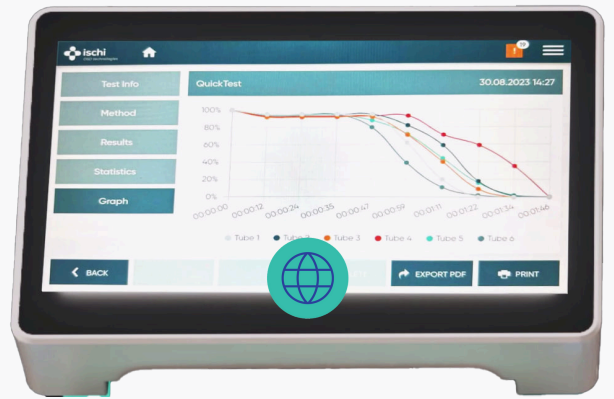 ischi
19
Test Info
Method
Results
Statistics
Graph
QuickTest
30.08.2023 14:27
100%
80%
60%
40%
20%
0%
00:00:00
00:00:12
00:00:24
00:00:35
00:00:47
00:00:59
00:01:11
00:01:22
00:01:34
00:01:46
Tube 1
Tube 2
Tube 3
Tube 4
Tube 5
Tube 6
BACK
EXPORT PDF
PRINT